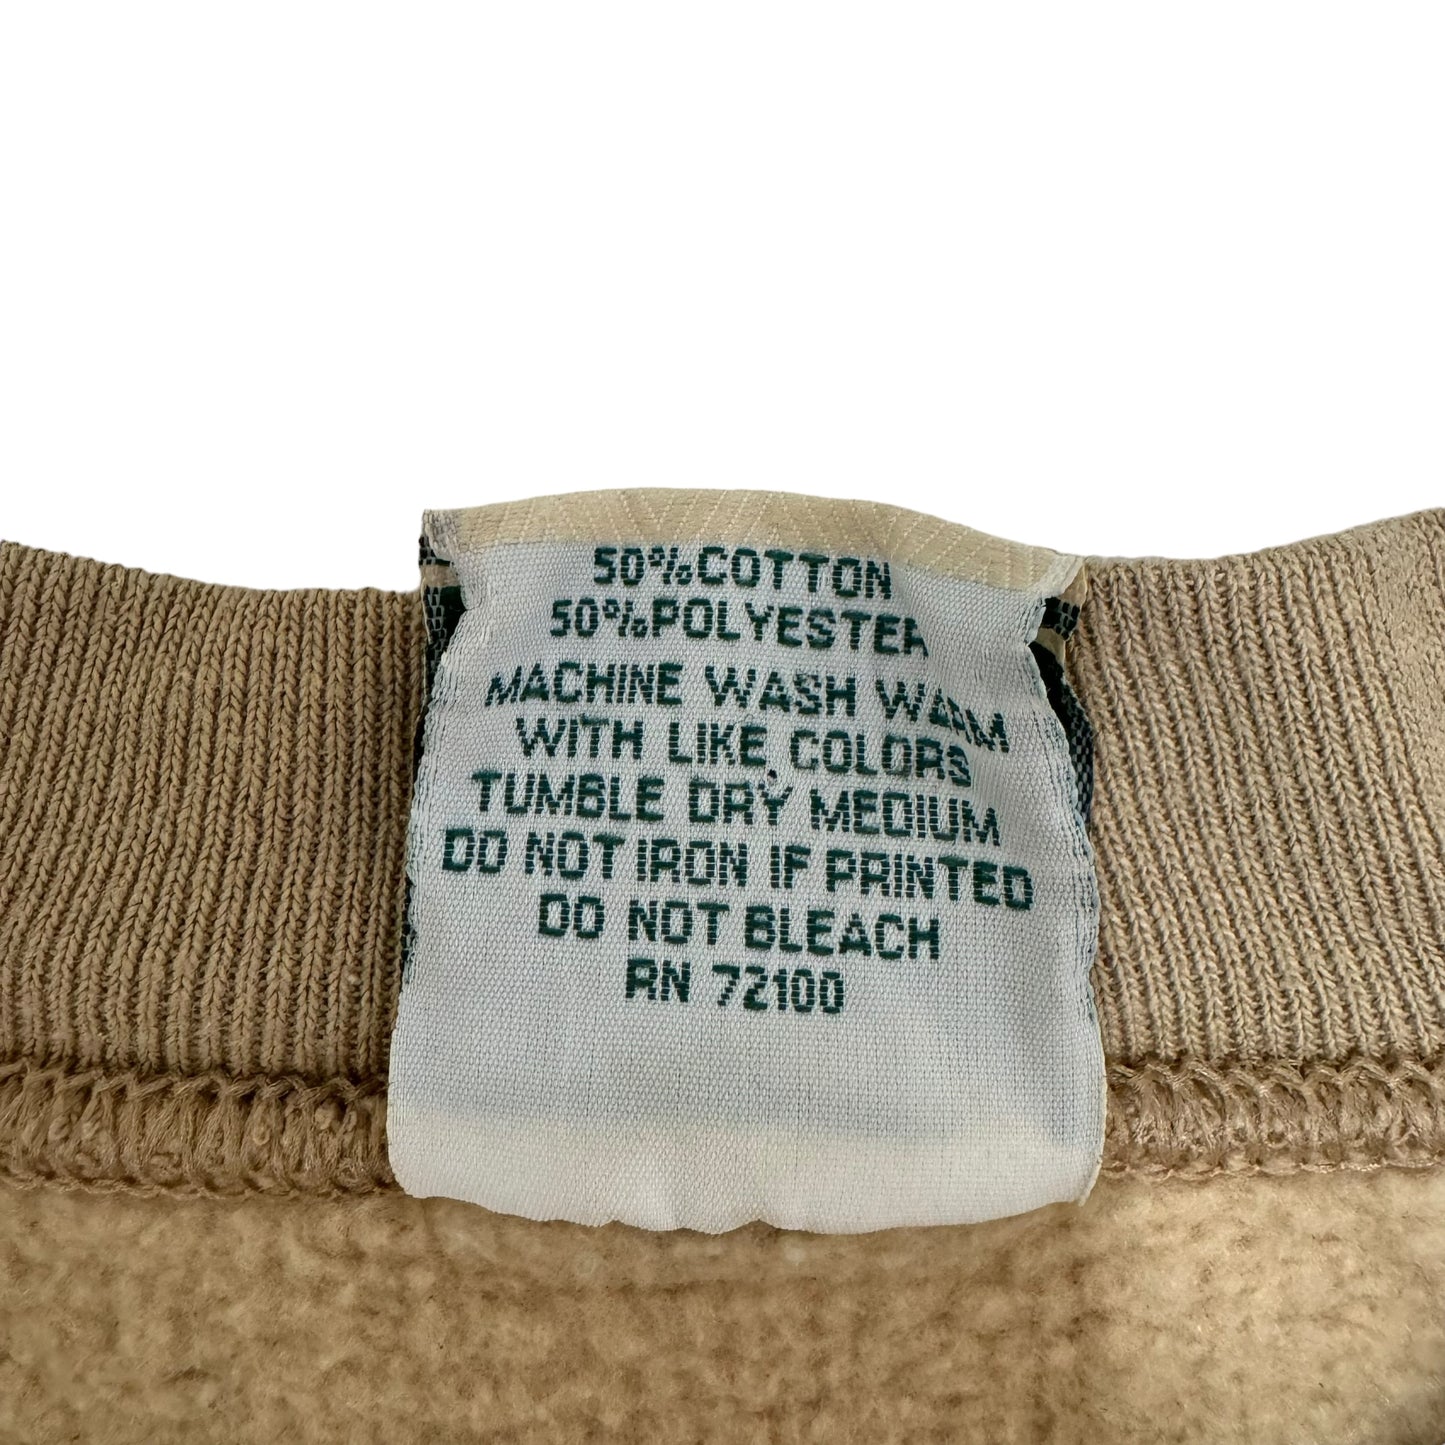 50% COTTON
50% POLYESTER
MACHINE WASH WARM
WITH LIKE COLORS
TUMBLE DRY MEDIUM
DO NOT IRON IF PRINTED
DO NOT BLEACH
RN 72100